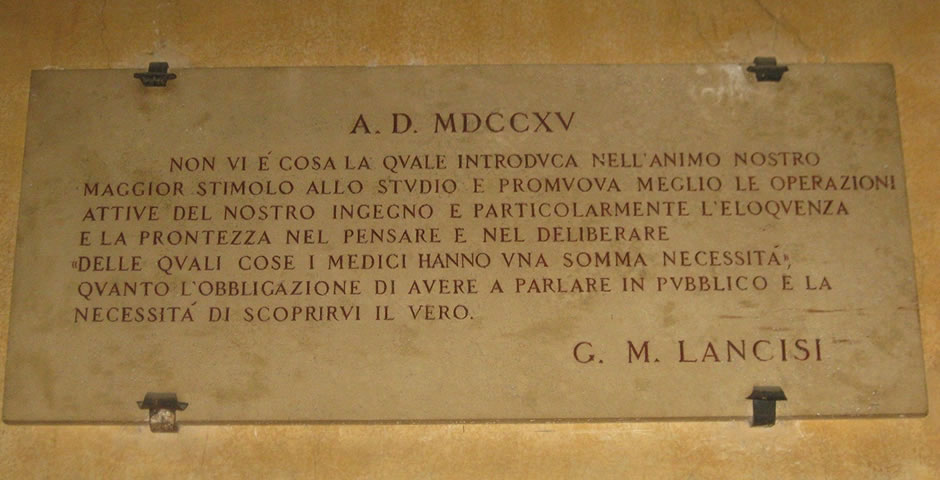 A. D. MDCCXV
NON VI É COSA LA QVALE INTRODVCA NELL'ANIMO NOSTRO
MAGGIOR STIMOLO ALLO STVDIO E PROMVOVA MEGLIO LE OPERAZIONI
ATTIVE DEL NOSTRO INGEGNO E PARTICOLARMENTE L'ELOQVENZA
E LA PRONTEZZA NEL PENSARE E NEL DELIBERARE
"DELLE QVALI COSE I MEDICI HANNO VNA SOMMA NECESSITÁ",
QVANTO L'OBBLIGAZIONE DI AVERE A PARLARE IN PVBBLICO E LA
NECESSITÁ DI SCOPRIRVI IL VERO.
G. M. LANCISI